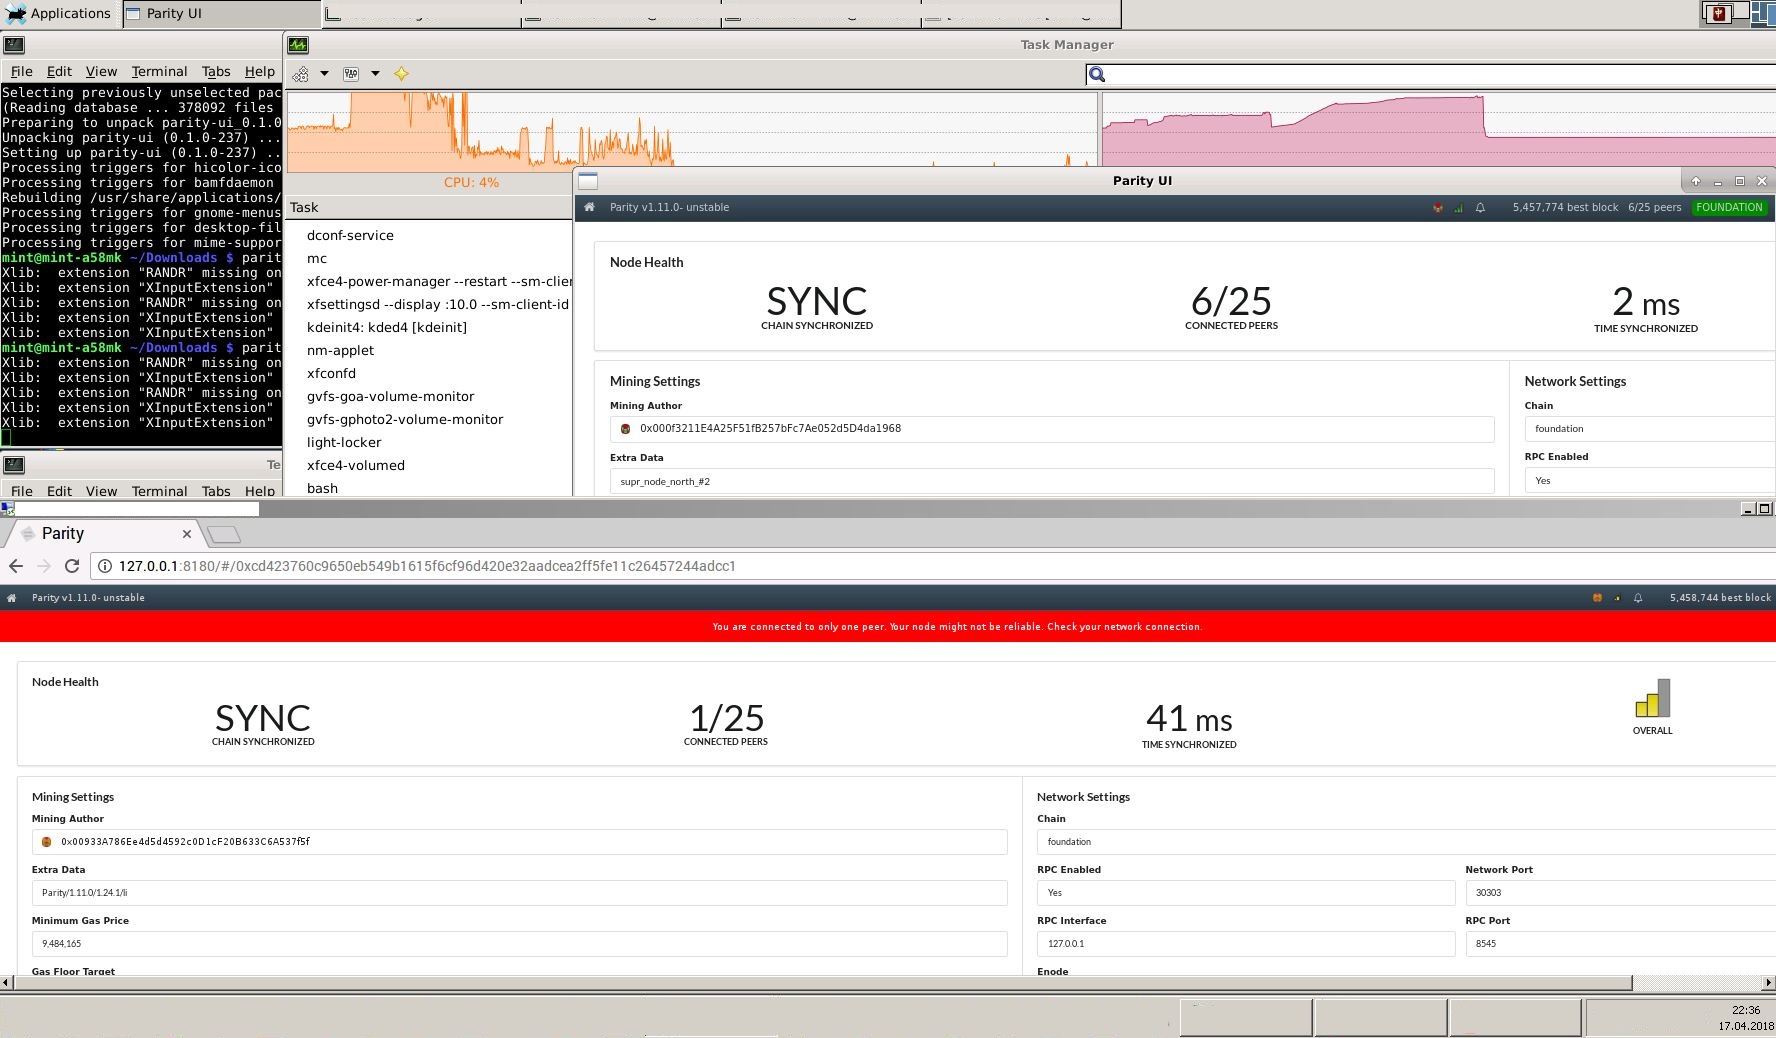 Applications
Parity UI
Task Manager
File Edit View Terminal Tabs Help
Selecting previously unselected pac
(Reading database ... 378092 files
Preparing to unpack parity-ui_0.1.0
Unpacking parity-ui (0.1.0-237) ...
Setting up parity-ui (0.1.0-237) ..
Processing triggers for hicolor-ico
Processing triggers for bamfdaemon
Rebuilding /usr/share/applications/
Processing triggers for gnome-menus
Processing triggers for desktop-fil
Processing triggers for mime-suppor
mint@mint-a58mk ~/Downloads $ parit
Xlib: extension "RANDR" missing on
Xlib: extension "XInputExtension"
Xlib: extension "RANDR" missing on
Xlib: extension "XInputExtension"
Xlib: extension "XInputExtension"
mint@mint-a58mk ~/Downloads $ parit
Xlib: extension "RANDR" missing on
Xlib: extension "XInputExtension"
Xlib: extension "RANDR" missing on
Xlib: extension "XInputExtension"
Xlib: extension "XInputExtension"
Te
File Edit View Terminal Tabs Help
CPU: 4%
Task
dconf-service
mc
xfce4-power-manager --restart --sm-clier
xfsettingsd --display :10.0 --sm-client-id
kdeinit4: kded4 [kdeinit]
nm-applet
xfconfd
gvfs-goa-volume-monitor
gvfs-gphoto2-volume-monitor
light-locker
xfce4-volumed
bash
Parity UI
Parity v1.11.0- unstable
5,457,774 best block 6/25 peers FOUNDATION
Node Health
SYNC
CHAIN SYNCHRONIZED
6/25
CONNECTED PEERS
2 ms
TIME SYNCHRONIZED
Mining Settings
Mining Author
0x000f3211E4A25F51fB257bFc7Ae052d5D4da1968
Extra Data
supr_node_north_#2
Network Settings
Chain
foundation
RPC Enabled
Yes
Parity
127.0.0.1:8180/#/0xcd423760c9650eb549b1615f6cf96d420e32aadcea2ff5fe11c26457244adcc1
Parity v1.11.0- unstable
5,458,744 best block
You are connected to only one peer. Your node might not be reliable. Check your network connection.
Node Health
SYNC
CHAIN SYNCHRONIZED
1/25
CONNECTED PEERS
41 ms
TIME SYNCHRONIZED
OVERALL
Mining Settings
Mining Author
0x00933A786Ee4d5d4592c0D1cF20B633C6A537f5f
Extra Data
Parity/1.11.0/1.24.1/li
Minimum Gas Price
9,484,165
Gas Floor Target
Network Settings
Chain
foundation
RPC Enabled
Yes
Network Port
30303
RPC Interface
127.0.0.1
RPC Port
8545
Enode
22:36
17.04.2018